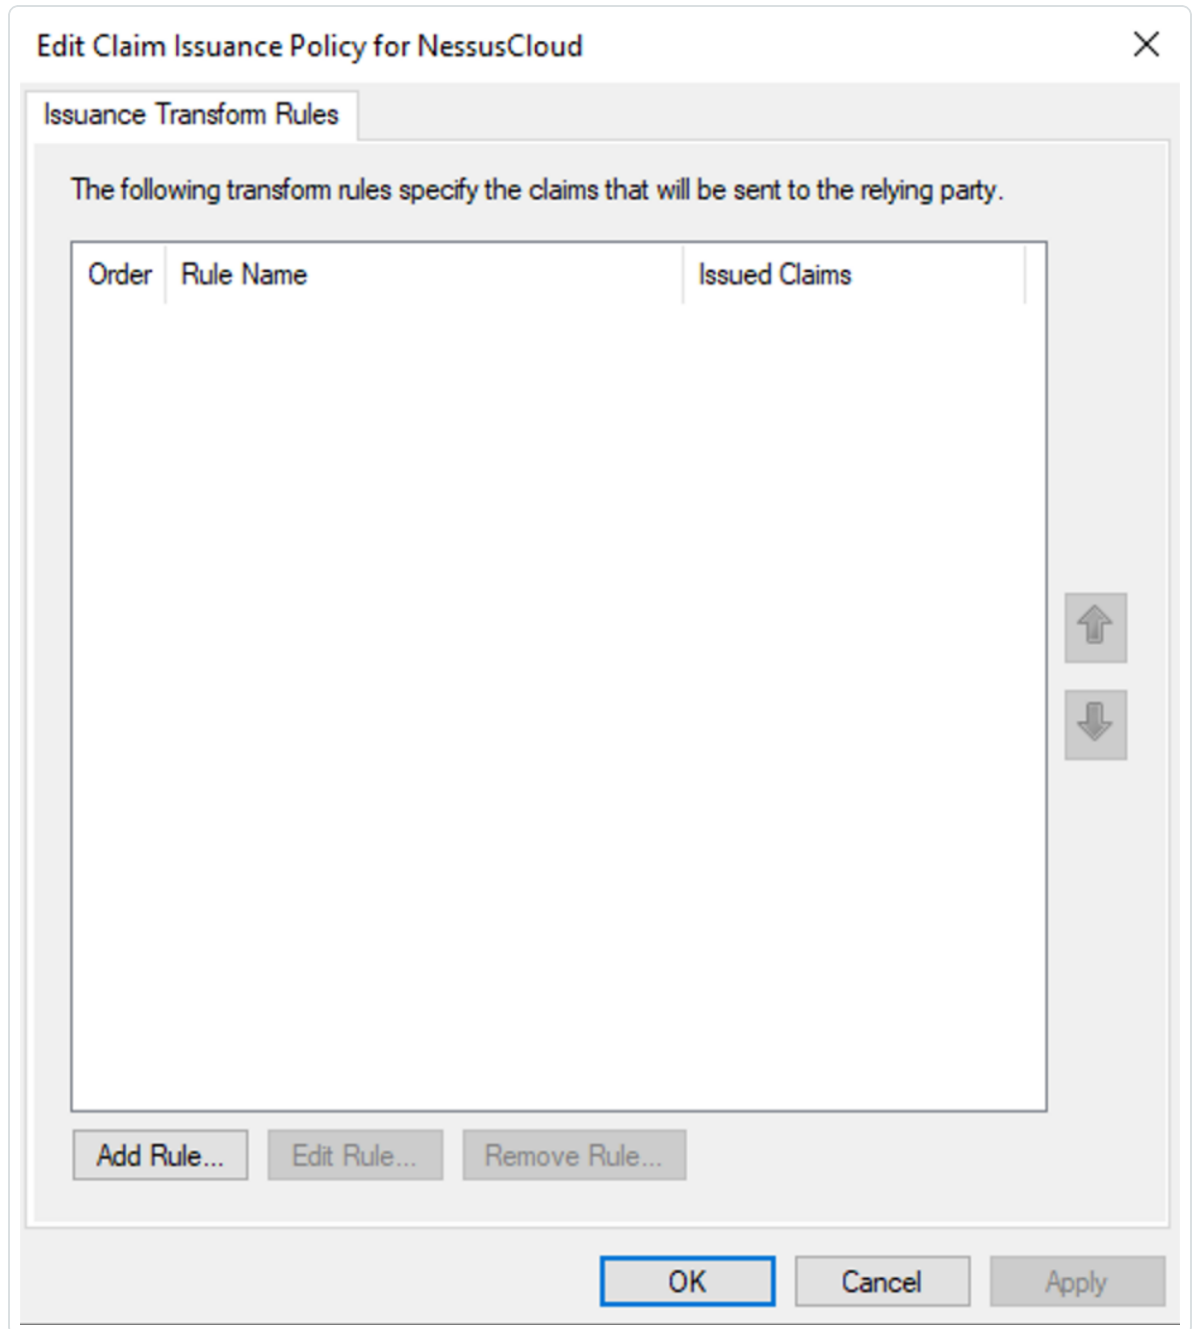 Edit Claim Issuance Policy for NessusCloud
Issuance Transform Rules
The following transform rules specify the claims that will be sent to the relying party.
Order Rule Name Issued Claims
Add Rule... Edit Rule... Remove Rule...
OK Cancel Apply